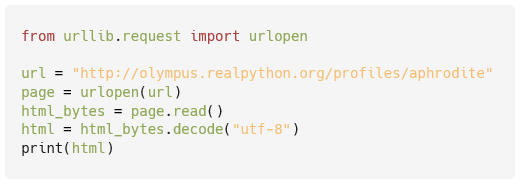 from urllib.request import urlopen
url = "http://olympus.realpython.org/profiles/aphrodite"
page = urlopen(url)
html_bytes = page.read()
html = html_bytes.decode("utf-8")
print(html)